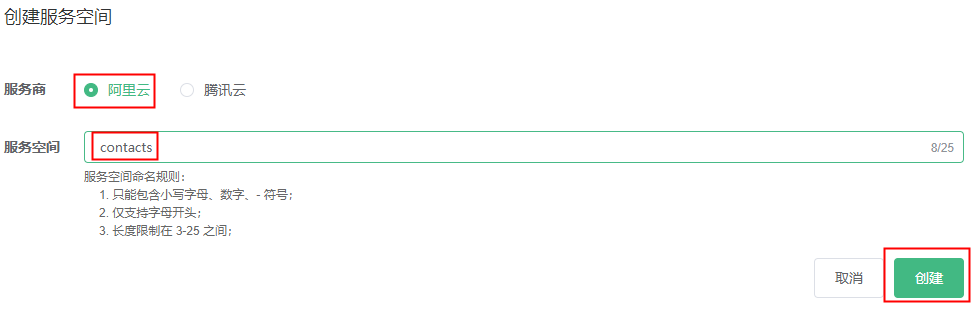 创建服务空间
服务商 阿里云 腾讯云
服务空间 contacts 8/25
服务空间命名规则：
1. 只能包含小写字母、数字、- 符号；
2. 仅支持字母开头；
3. 长度限制在 3-25 之间；
取消 创建